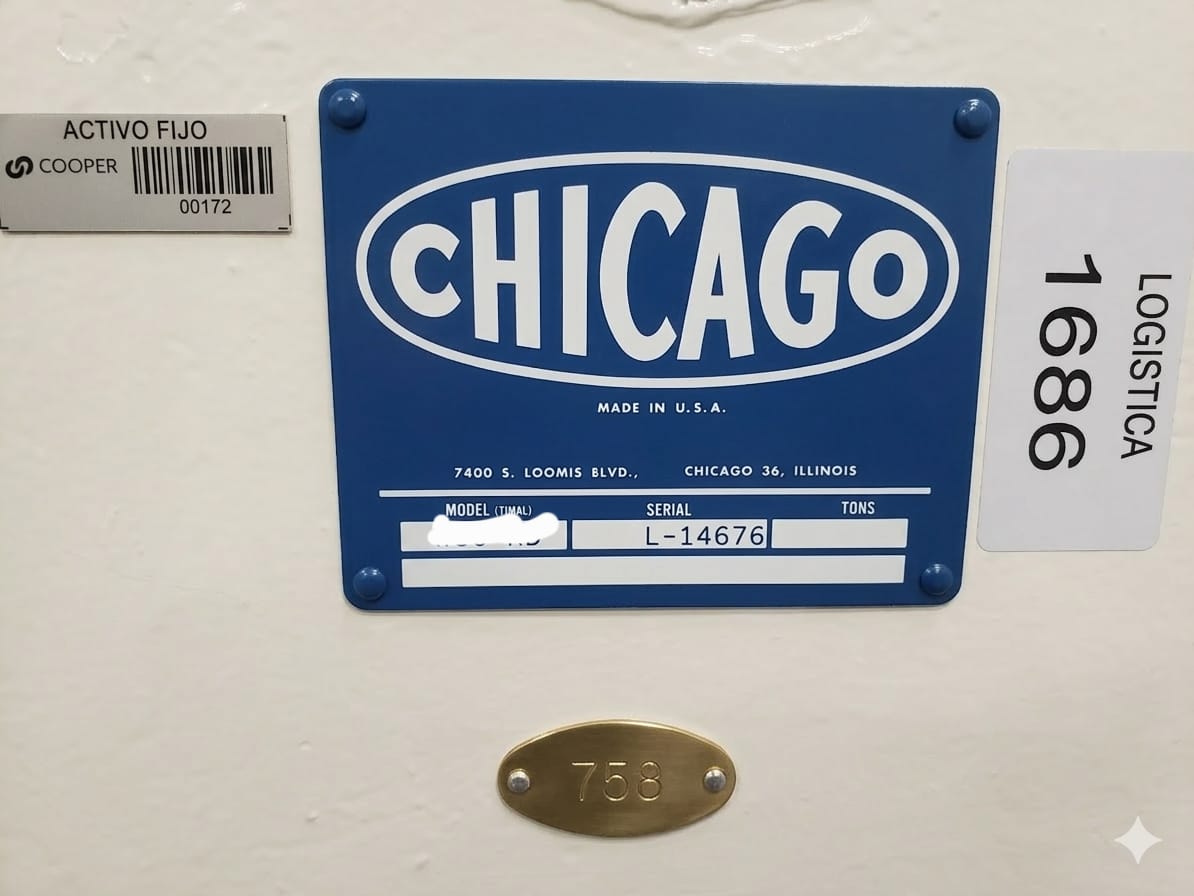 ACTIVO FIJO
COOPER
00172
CHICAGO
MADE IN U.S.A.
7400 S. LOOMIS BLVD., CHICAGO 36, ILLINOIS
MODEL (TIMAL) SERIAL TONS
L-14676
LOGISTICA
1686
758